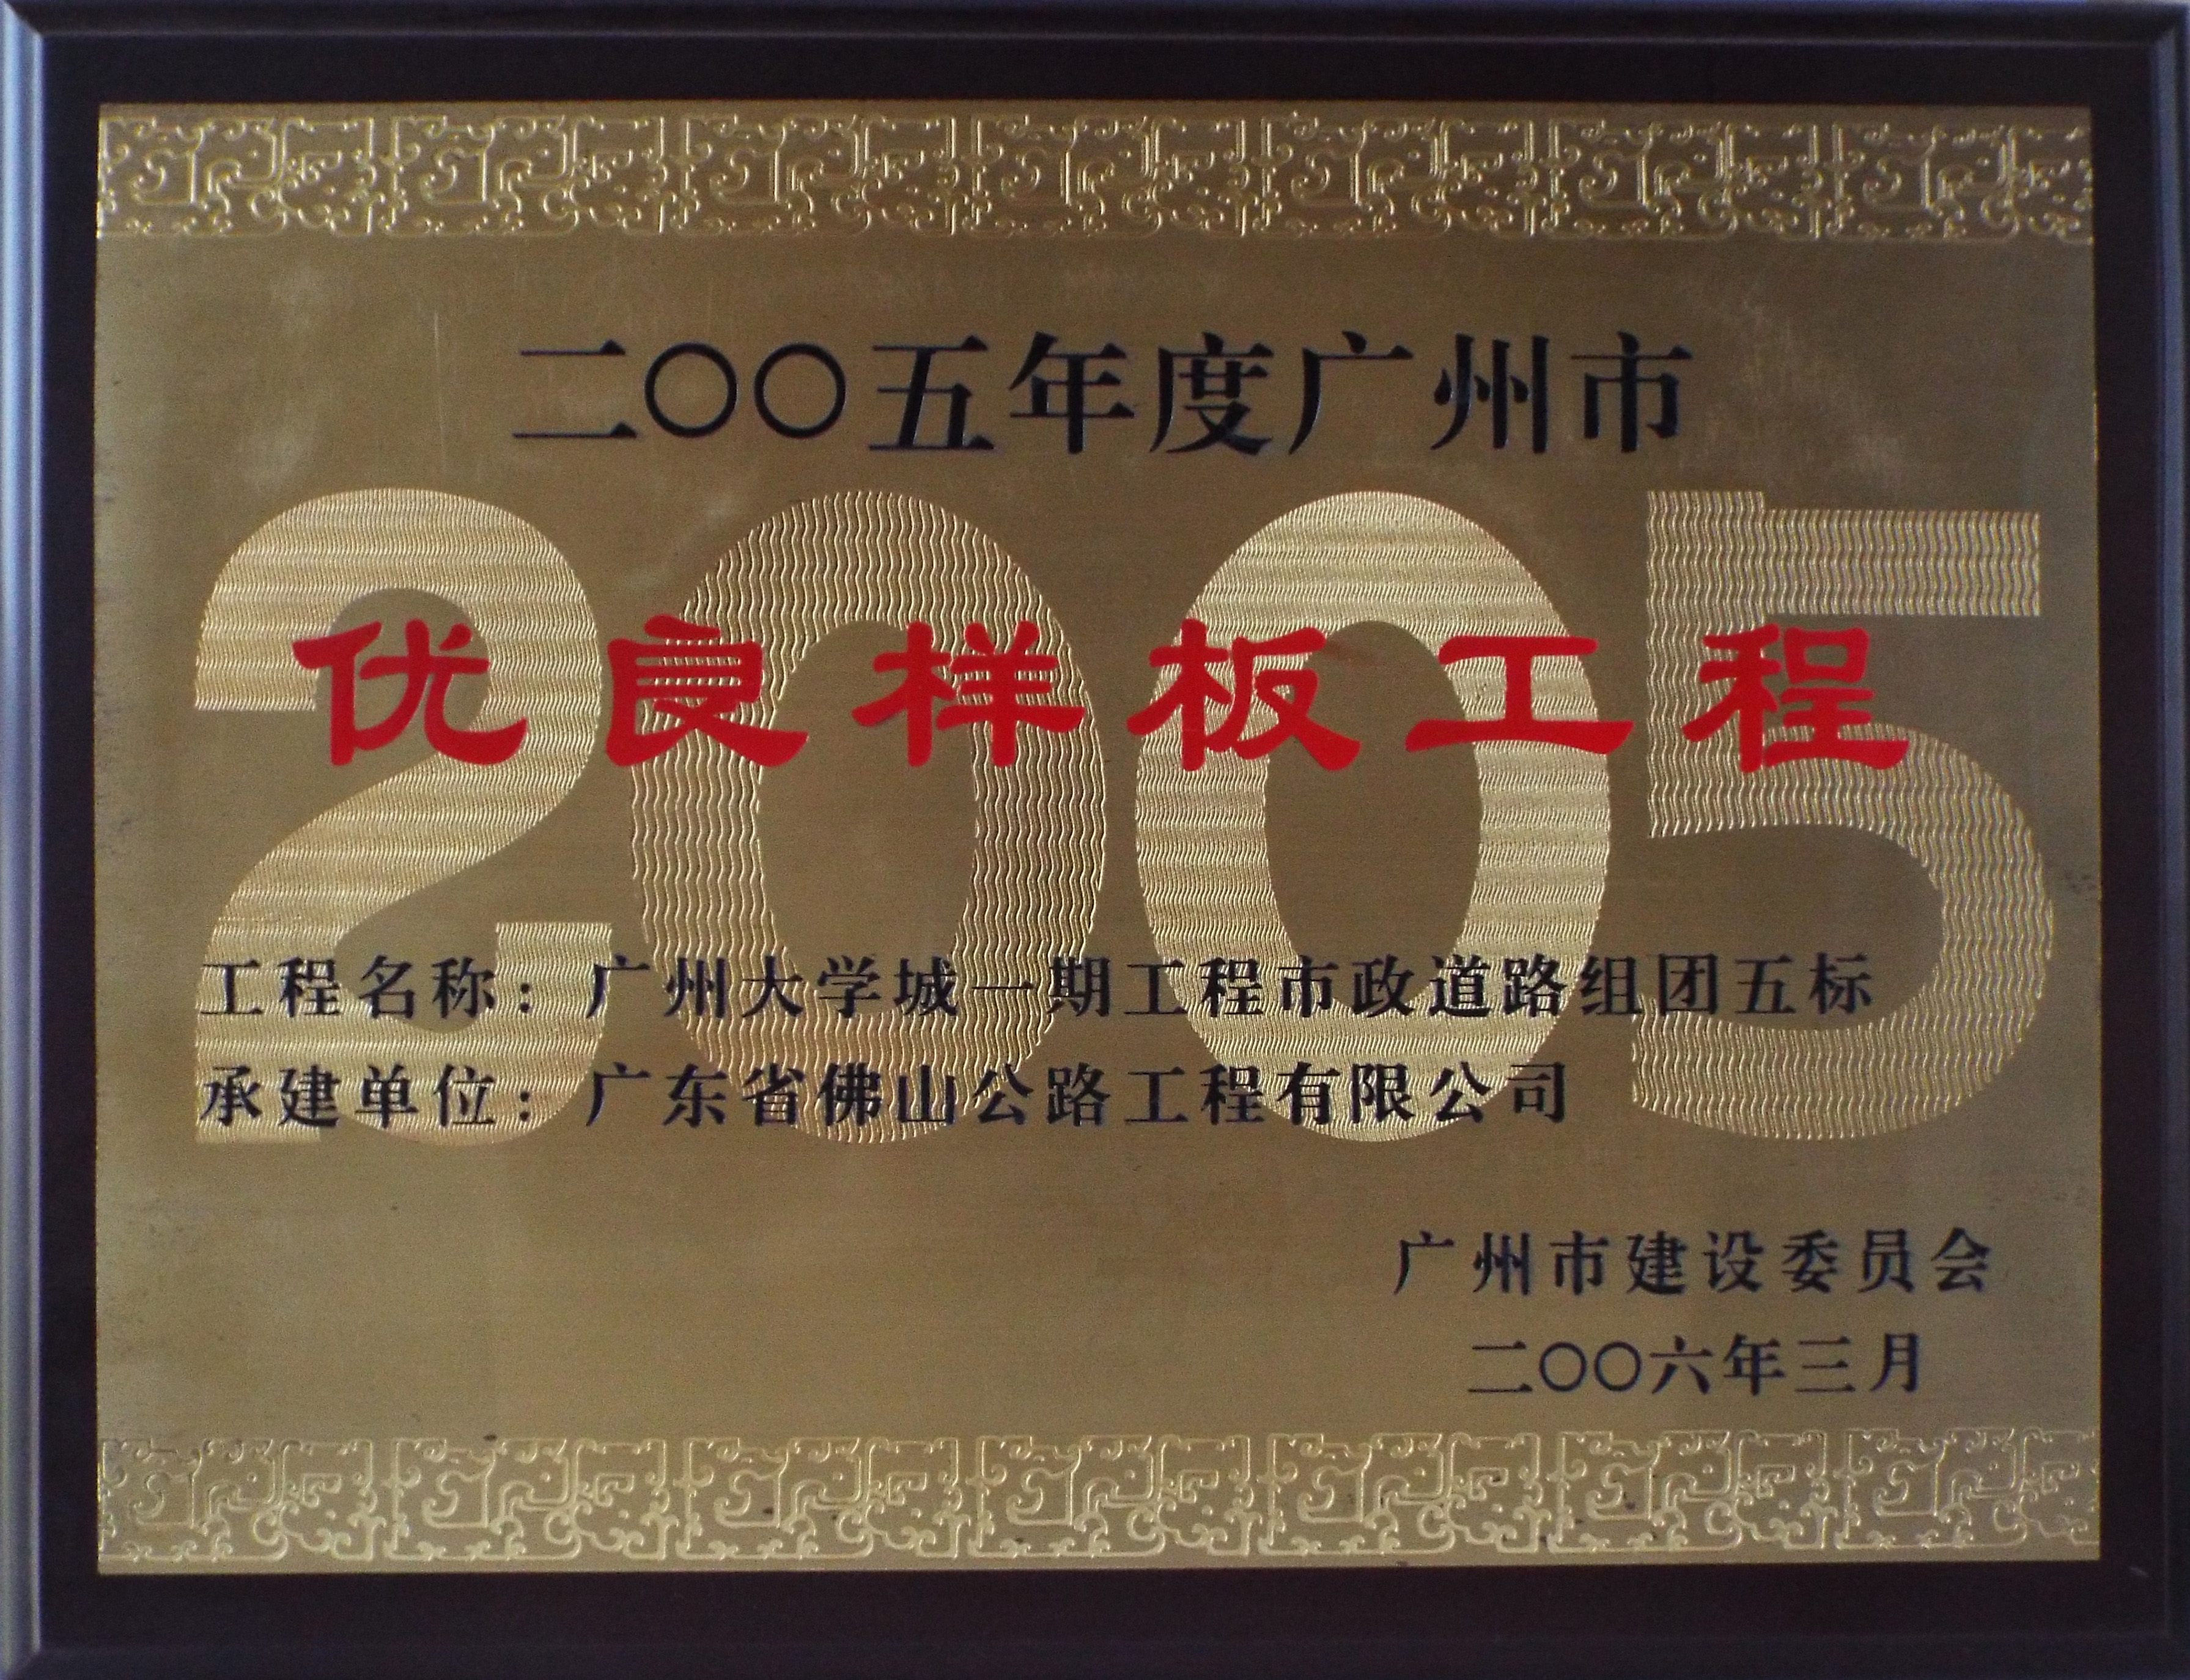 二〇〇五年度广州市
2005
优良样板工程
工程名称：广州大学城一期工程市政道路组团五标
承建单位：广东省佛山公路工程有限公司
广州市建设委员会
二〇〇六年三月